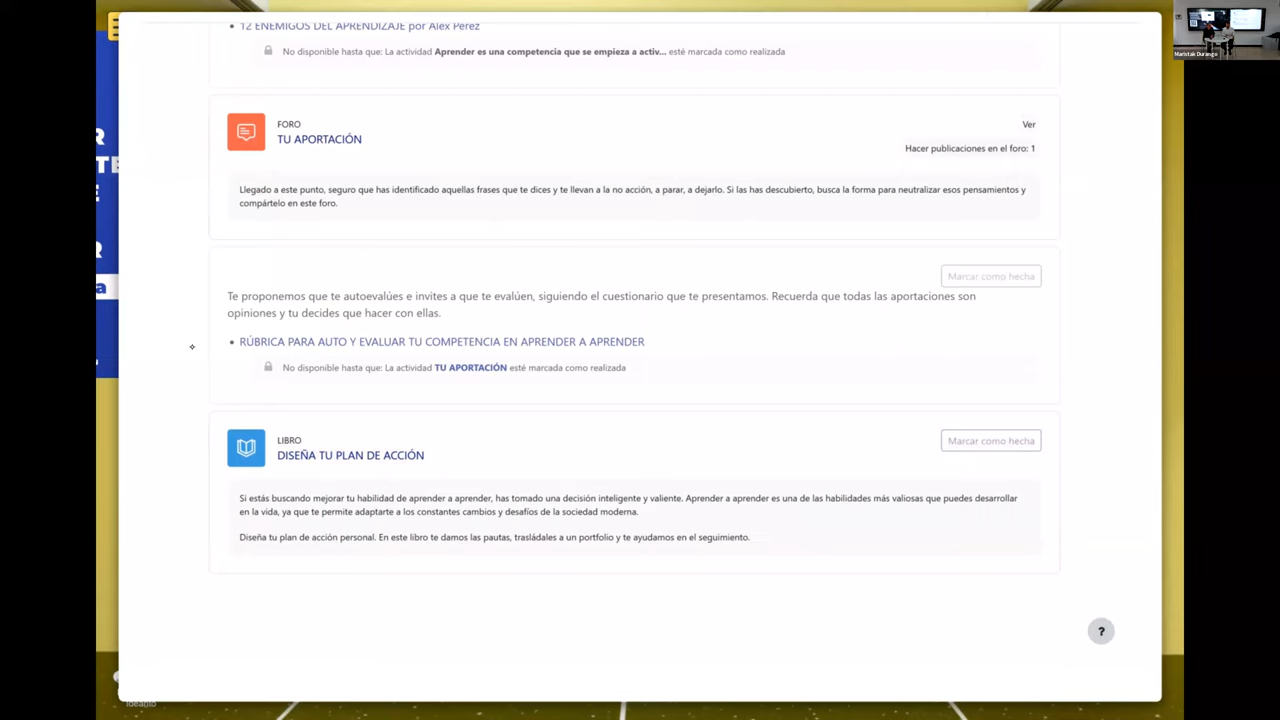 12 ENEMIGOS DEL APRENDIZAJE por Alex Perez
No disponible hasta que: La actividad Aprender es una competencia que se empieza a activ... esté marcada como realizada
FORO
TU APORTACIÓN
Ver
Hacer publicaciones en el foro: 1
Llegado a este punto, seguro que has identificado aquellas frases que te dices y te llevan a la no acción, a parar, a dejarlo. Si las has descubierto, busca la forma para neutralizar esos pensamientos y
compártelo en este foro.
Marcar como hecha
Te proponemos que te autoevalúes e invites a que te evalúen, siguiendo el cuestionario que te presentamos. Recuerda que todas las aportaciones son
opiniones y tu decides que hacer con ellas.
RÚBRICA PARA AUTO Y EVALUAR TU COMPETENCIA EN APRENDER A APRENDER
No disponible hasta que: La actividad TU APORTACIÓN esté marcada como realizada
LIBRO
DISEÑA TU PLAN DE ACCIÓN
Marcar como hecha
Si estás buscando mejorar tu habilidad de aprender a aprender, has tomado una decisión inteligente y valiente. Aprender a aprender es una de las habilidades más valiosas que puedes desarrollar
en la vida, ya que te permite adaptarte a los constantes cambios y desafíos de la sociedad moderna.
Diseña tu plan de acción personal. En este libro te damos las pautas, trasládales a un portfolio y te ayudamos en el seguimiento.
?
Maristak Durango